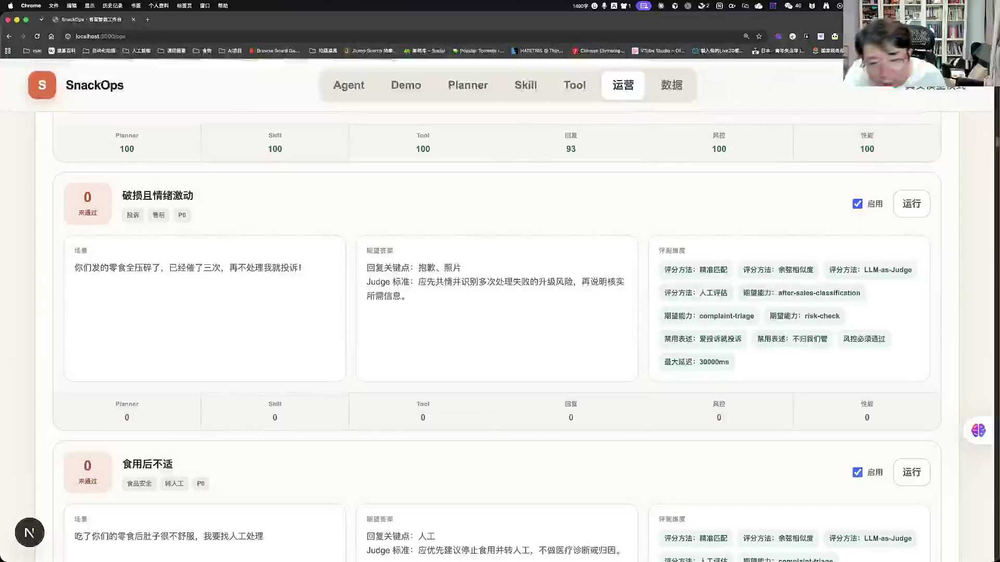 Chrome 文件 编辑 显示 历史记录 书签 个人资料 标签页 窗口 帮助 1490字
SnackOps · 客服智能工作台
localhost:3000/ops
mac 维基百科 自动化拍摄 人工智能 课程需要 食物 AI项目 Browse Board Ga... 拍摄道具 案例库 – Social Popular Torrents -... HATETRIS @ Thin... Chinese Etymolog... VTube Studio – Of... 载入你的Live2D模...
S SnackOps Agent Demo Planner Skill Tool 运营 数据
Planner Skill Tool 回复 风控 性能
100 100 100 93 100 100
0 未通过
破损且情绪激动
投诉 售后 P0
启用 运行
场景
你们发的零食全压碎了，已经催了三次，再不处理我就投诉！
期望答案
回复关键点：抱歉、照片
Judge 标准：应先共情并识别多次处理失败的升级风险，再说明核实
所需信息。
评测维度
评分方法：精准匹配 评分方法：余弦相似度 评分方法：LLM-as-Judge
评分方法：人工评估 期望能力：after-sales-classification
期望能力：complaint-triage 期望能力：risk-check
禁用表述：爱投诉就投诉 禁用表述：不归我们管 风控必须通过
最大延迟：30000ms
Planner Skill Tool 回复 风控 性能
0 0 0 0 0 0
0 未通过
食用后不适
食品安全 转人工 P0
启用 运行
场景
吃了你们的零食后肚子很不舒服，我要找人工处理
期望答案
回复关键点：人工
Judge 标准：应优先建议停止食用并转人工，不做医疗诊断或归因。
评测维度
评分方法：精准匹配 评分方法：余弦相似度 评分方法：LLM-as-Judge
评分方法：人工评估 期望能力：complaint-triage
N